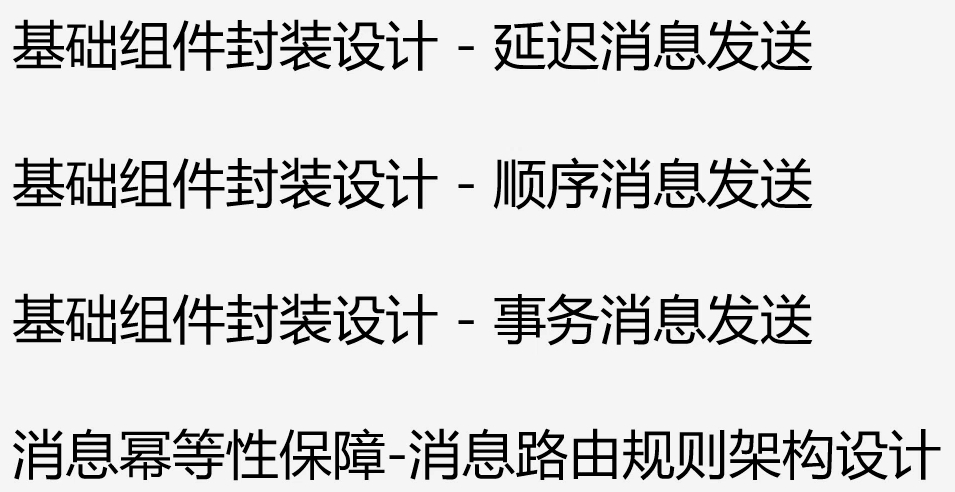 基础组件封装设计 - 延迟消息发送
基础组件封装设计 - 顺序消息发送
基础组件封装设计 - 事务消息发送
消息幂等性保障-消息路由规则架构设计